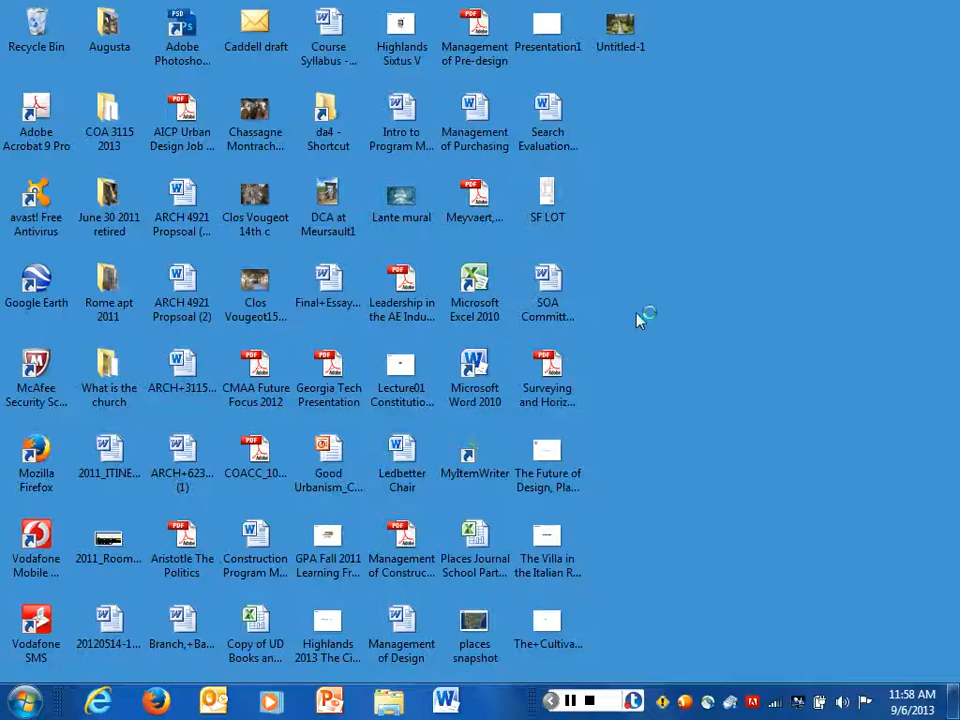 Recycle Bin
Augusta
Adobe
Photosho...
Caddell draft
Course
Syllabus -...
Highlands
Sixtus V
Management
of Pre-design
Presentation1
Untitled-1
Adobe
Acrobat 9 Pro
COA 3115
2013
AICP Urban
Design Job ...
Chassagne
Montrach...
da4 -
Shortcut
Intro to
Program M...
Management
of Purchasing
Search
Evaluation...
avast! Free
Antivirus
June 30 2011
retired
ARCH 4921
Propsoal (...
Clos Vougeot
14th c
DCA at
Meursault1
Lante mural
Meyvaert,...
SF LOT
Google Earth
Rome apt
2011
ARCH 4921
Propsoal (2)
Clos
Vougeot15...
Final+Essay...
Leadership in
the AE Indu...
Microsoft
Excel 2010
SOA
Committ...
McAfee
Security Sc...
What is the
church
ARCH+3115...
CMAA Future
Focus 2012
Georgia Tech
Presentation
Lecture01
Constitutio...
Microsoft
Word 2010
Surveying
and Horiz...
Mozilla
Firefox
2011_ITINE...
ARCH+623...
(1)
COACC_10...
Good
Urbanism_C...
Ledbetter
Chair
MyItemWriter
The Future of
Design, Pla...
Vodafone
Mobile ...
2011_Room...
Aristotle The
Politics
Construction
Program M...
GPA Fall 2011
Learning Fr...
Management
of Construc...
Places Journal
School Part...
The Villa in
the Italian R...
Vodafone
SMS
20120514-1...
Branch,+Ba...
Copy of UD
Books an...
Highlands
2013 The Ci...
Management
of Design
places
snapshot
The+Cultiva...
11:58 AM
9/6/2013